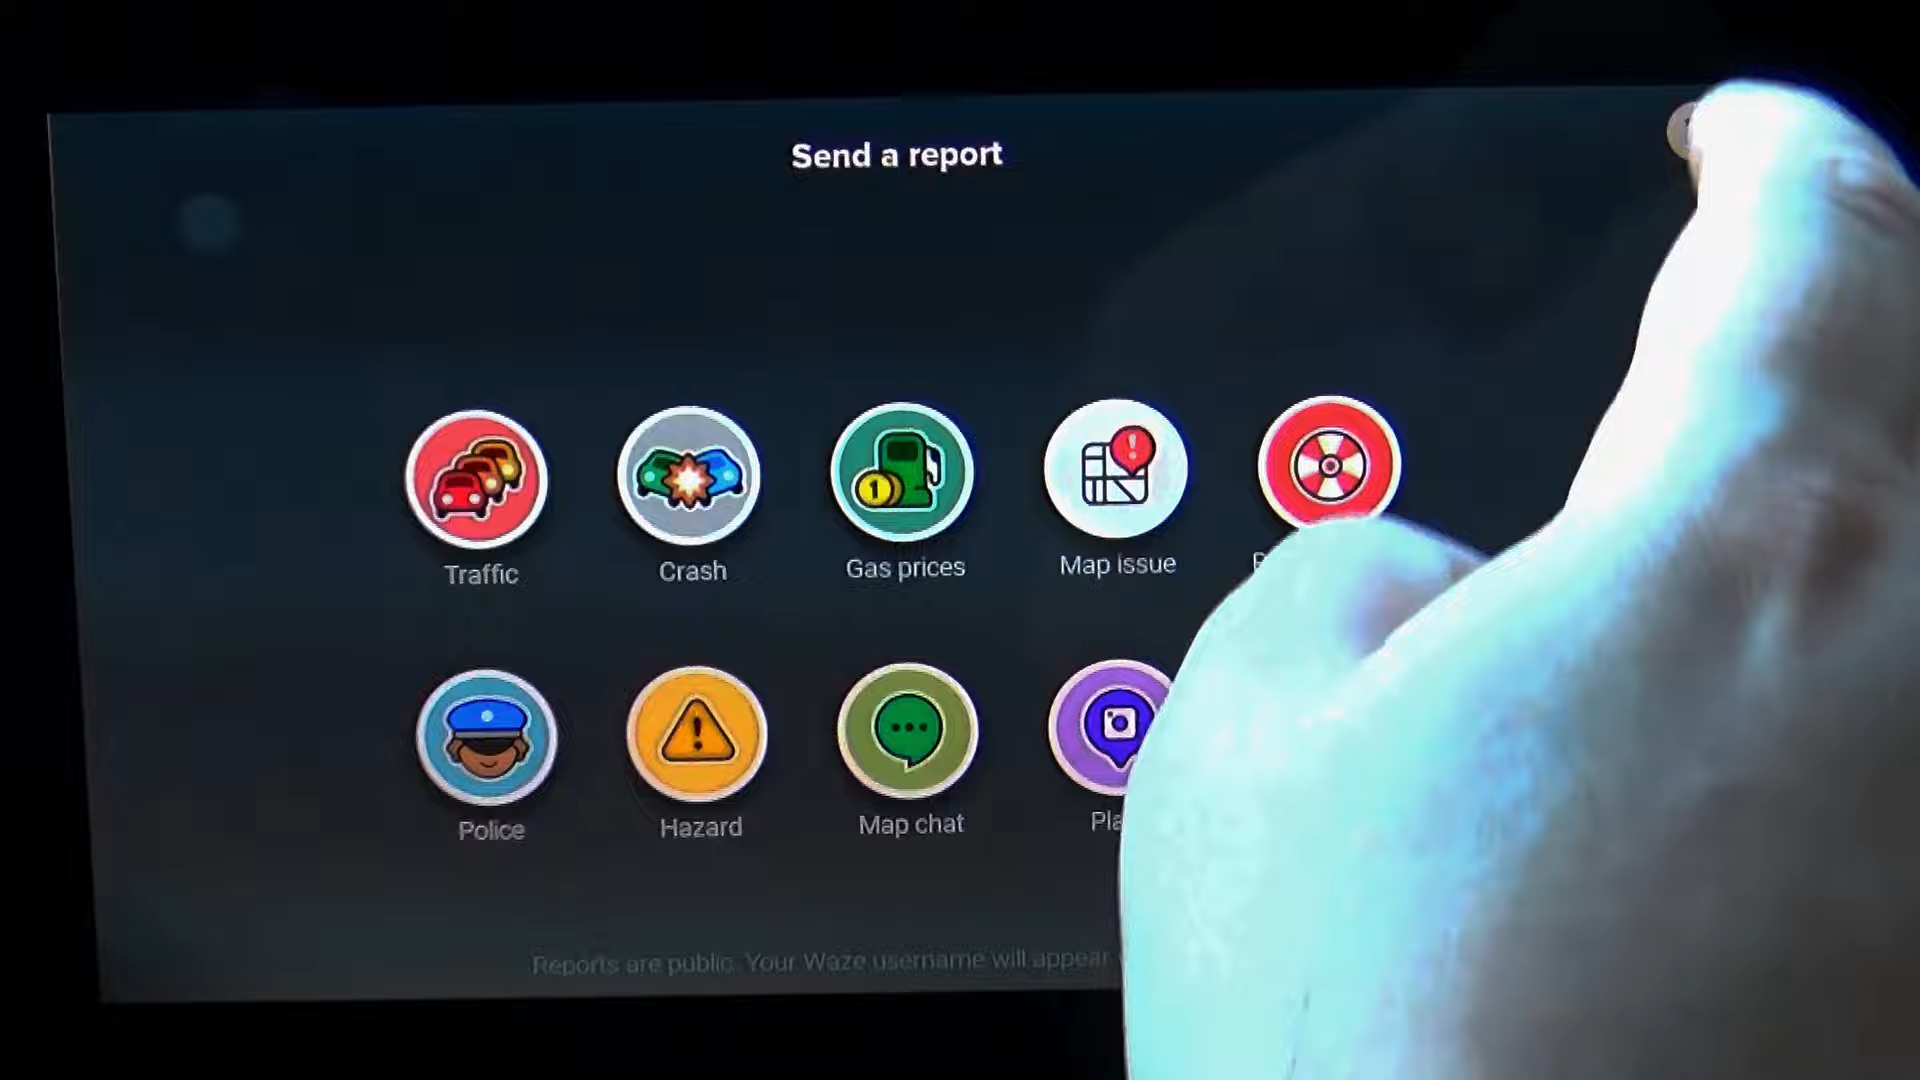 Send a report
Traffic Crash Gas prices Map issue
Police Hazard Map chat
Reports are public. Your Waze username will appear